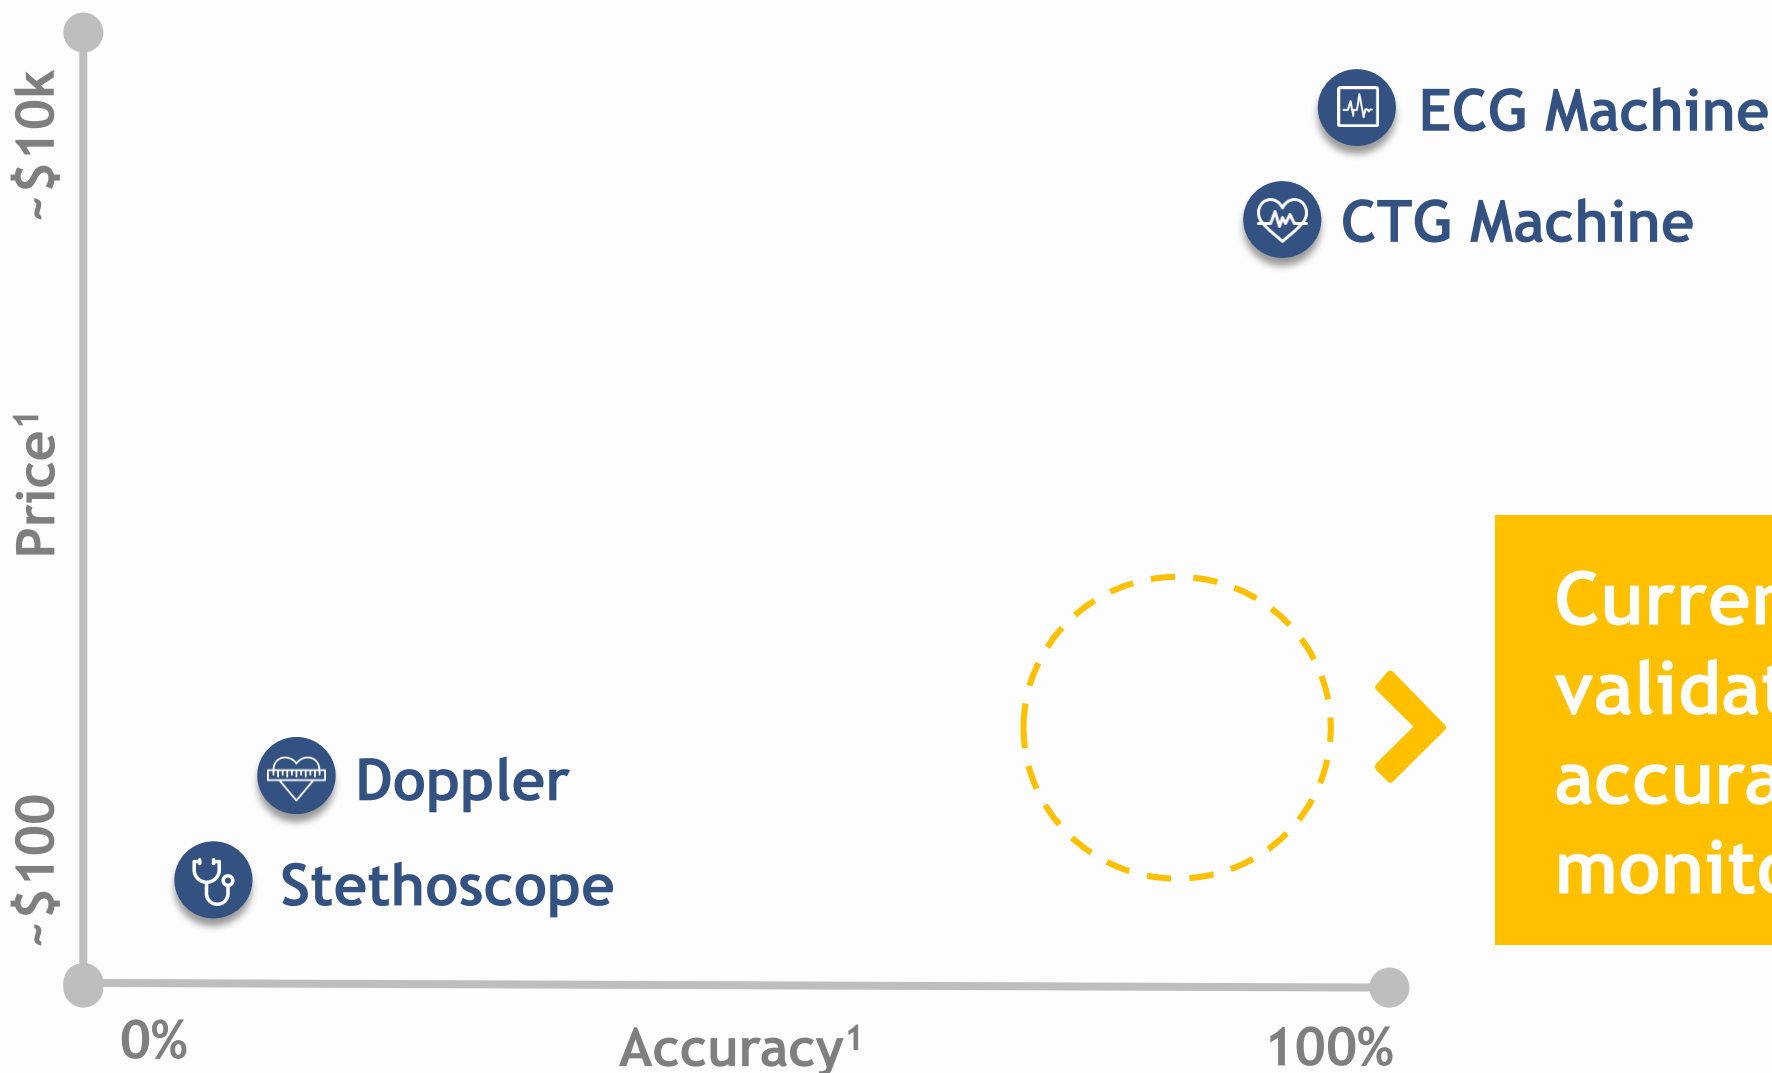 ~$10k
ECG Machine
CTG Machine
Price¹
Doppler
Stethoscope
~$100
0%
Accuracy¹
100%